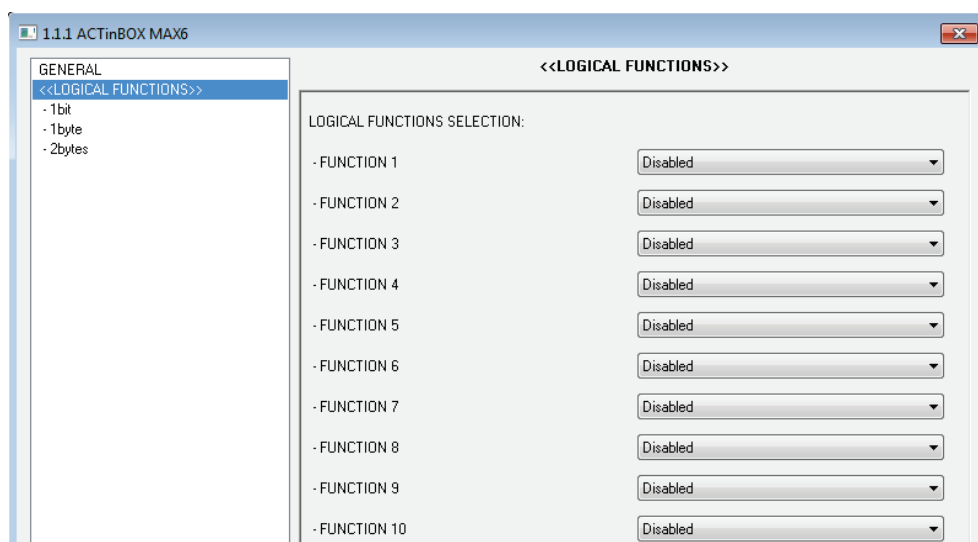 1.1.1 ACTinBOX MAX6
GENERAL
<<LOGICAL FUNCTIONS>>
- 1bit
- 1byte
- 2bytes
<<LOGICAL FUNCTIONS>>
LOGICAL FUNCTIONS SELECTION:
- FUNCTION 1 Disabled
- FUNCTION 2 Disabled
- FUNCTION 3 Disabled
- FUNCTION 4 Disabled
- FUNCTION 5 Disabled
- FUNCTION 6 Disabled
- FUNCTION 7 Disabled
- FUNCTION 8 Disabled
- FUNCTION 9 Disabled
- FUNCTION 10 Disabled